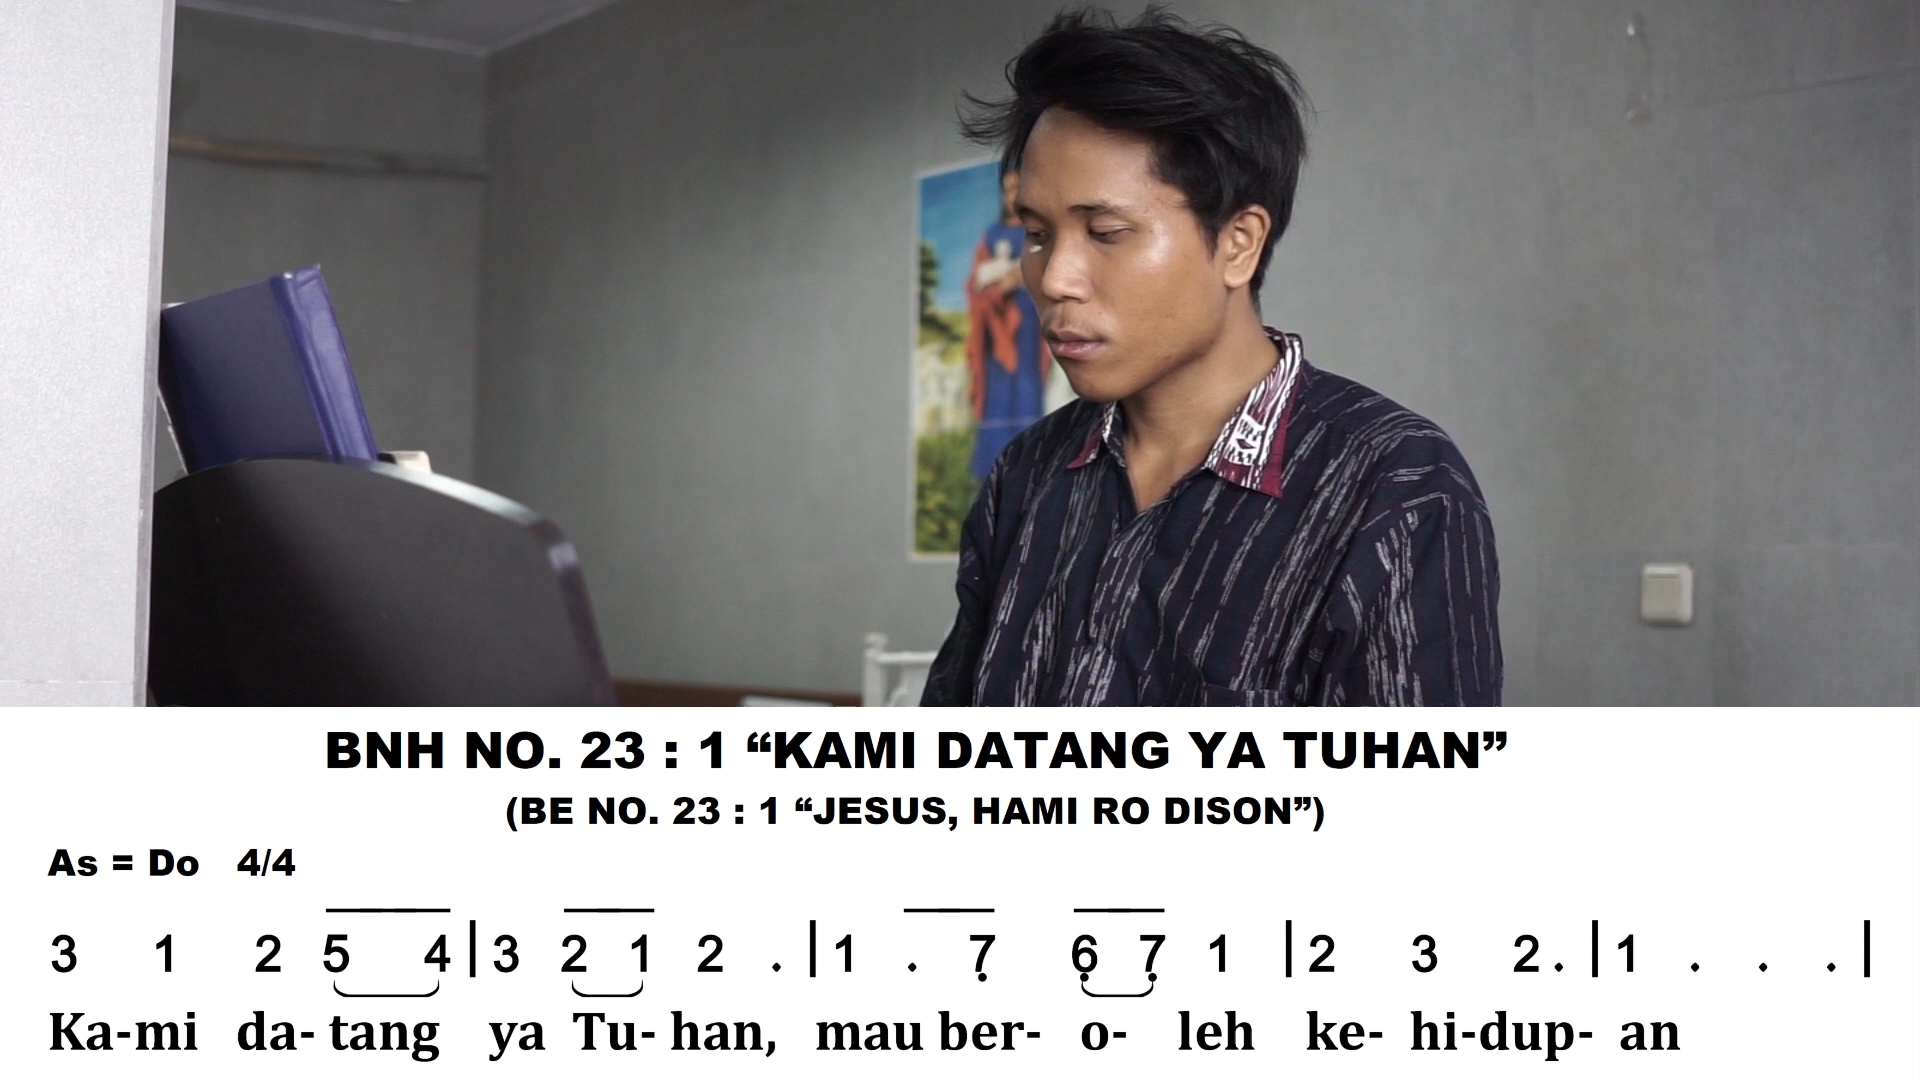 BNH NO. 23 : 1 “KAMI DATANG YA TUHAN”
(BE NO. 23 : 1 “JESUS, HAMI RO DISON”)
As = Do 4/4
3 1 2 5 4 | 3 2 1 2 . | 1 . 7̣ 6̣ 7̣ 1 | 2 3 2 . | 1 . . . |
Ka-mi da- tang ya Tu- han, mau ber- o- leh ke- hi-dup- an